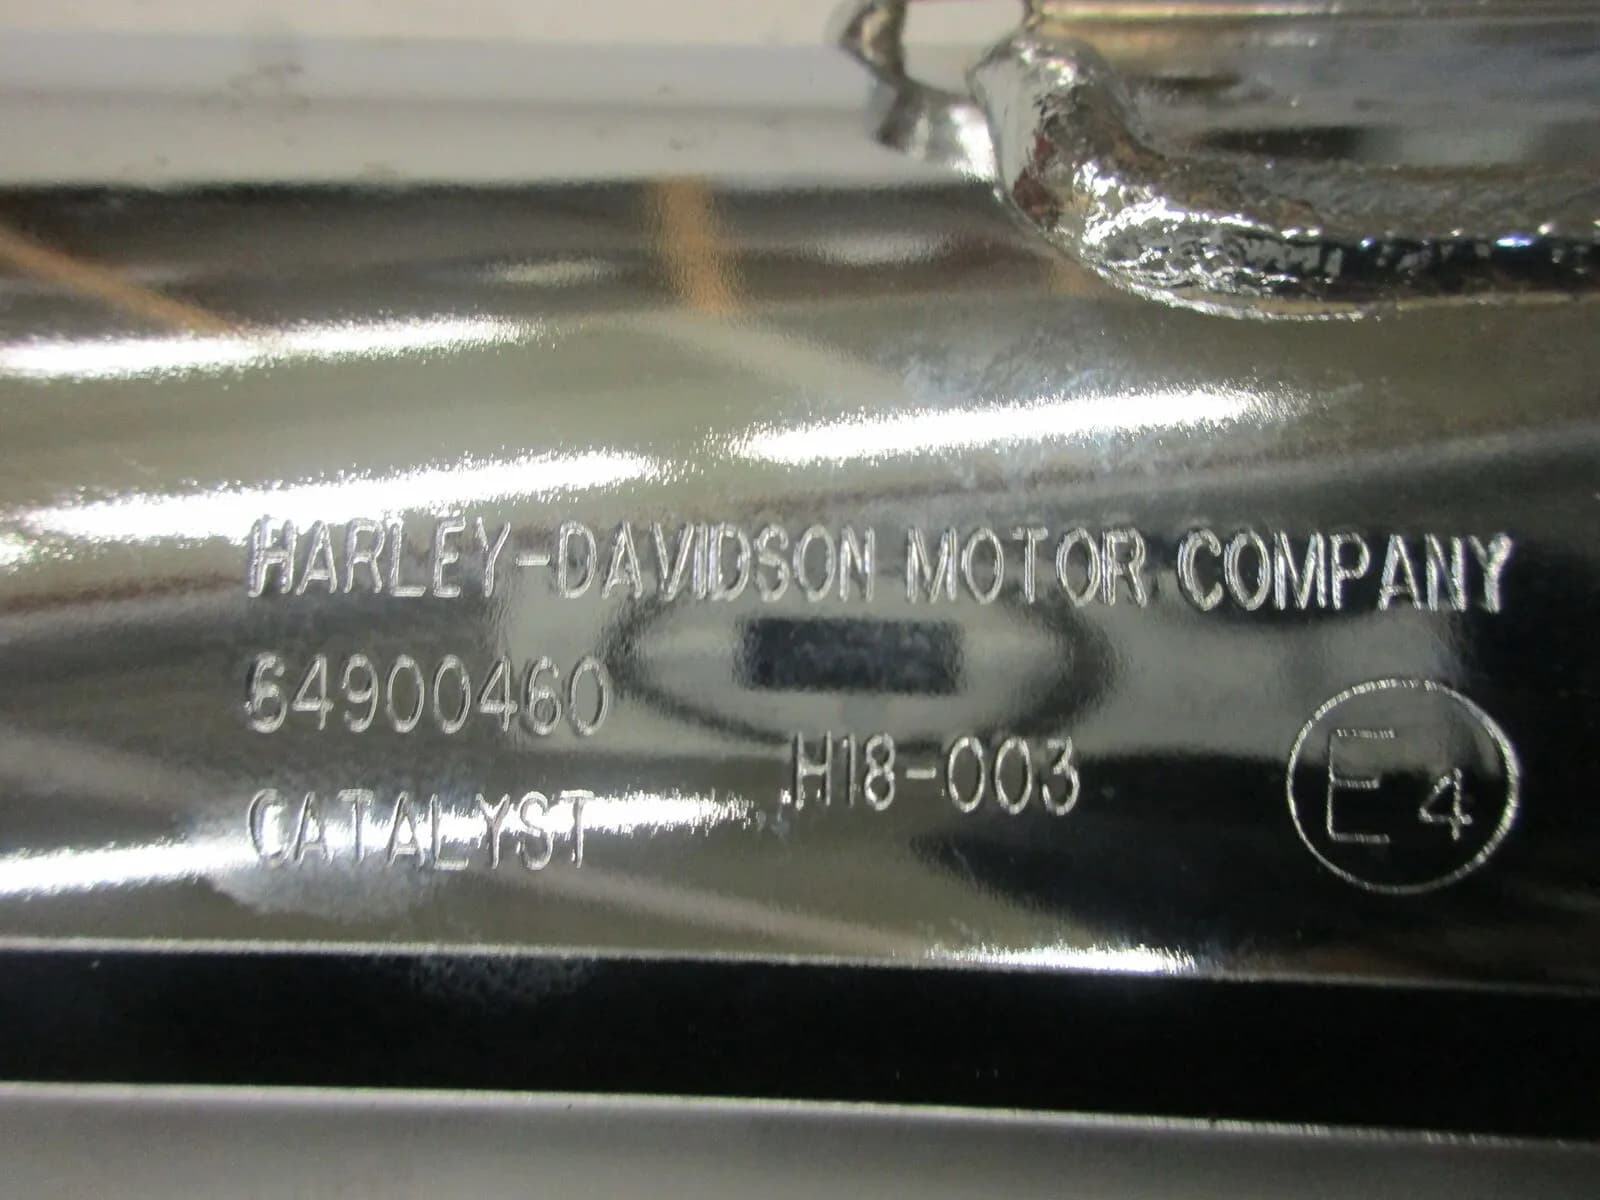 HARLEY-DAVIDSON MOTOR COMPANY
64900460
H18-003
CATALYST
E4